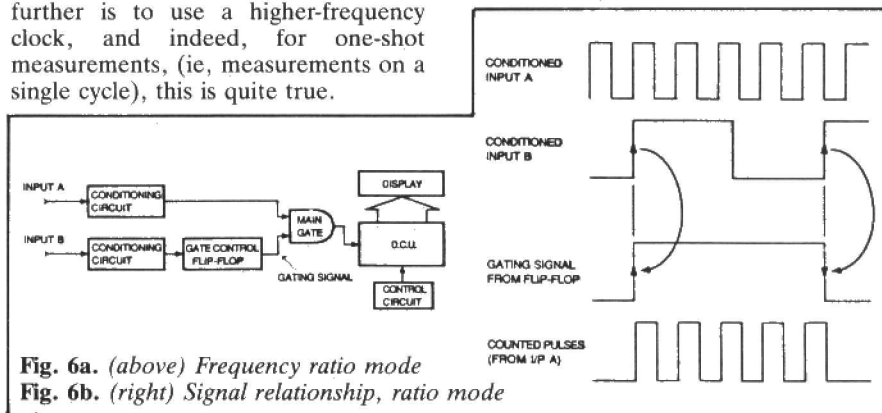 further is to use a higher-frequency
clock, and indeed, for one-shot
measurements, (ie, measurements on a
single cycle), this is quite true.
INPUT A
CONDITIONING
CIRCUIT
INPUT B
CONDITIONING
CIRCUIT
GATE CONTROL
FLIP-FLOP
MAIN
GATE
GATING SIGNAL
DISPLAY
D.C.U.
CONTROL
CIRCUIT
Fig. 6a. (above) Frequency ratio mode
Fig. 6b. (right) Signal relationship, ratio mode
CONDITIONED
INPUT A
CONDITIONED
INPUT B
GATING SIGNAL
FROM FLIP-FLOP
COUNTED PULSES
(FROM I/P A)